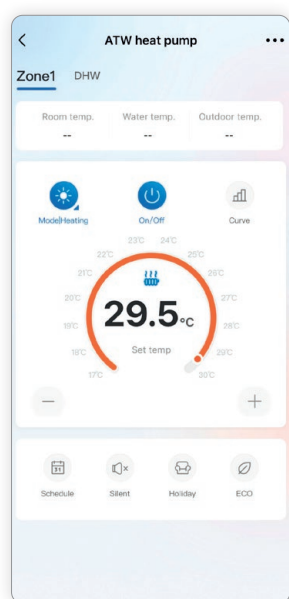 ATW heat pump
Zone1 DHW
Room temp. Water temp. Outdoor temp.
-- -- --
Mode|Heating On/Off Curve
23°C 24°C
22°C 25°C
21°C 26°C
20°C 27°C
29.5°C
19°C 28°C
Set temp
18°C 29°C
17°C 30°C
31
Schedule Silent Holiday ECO